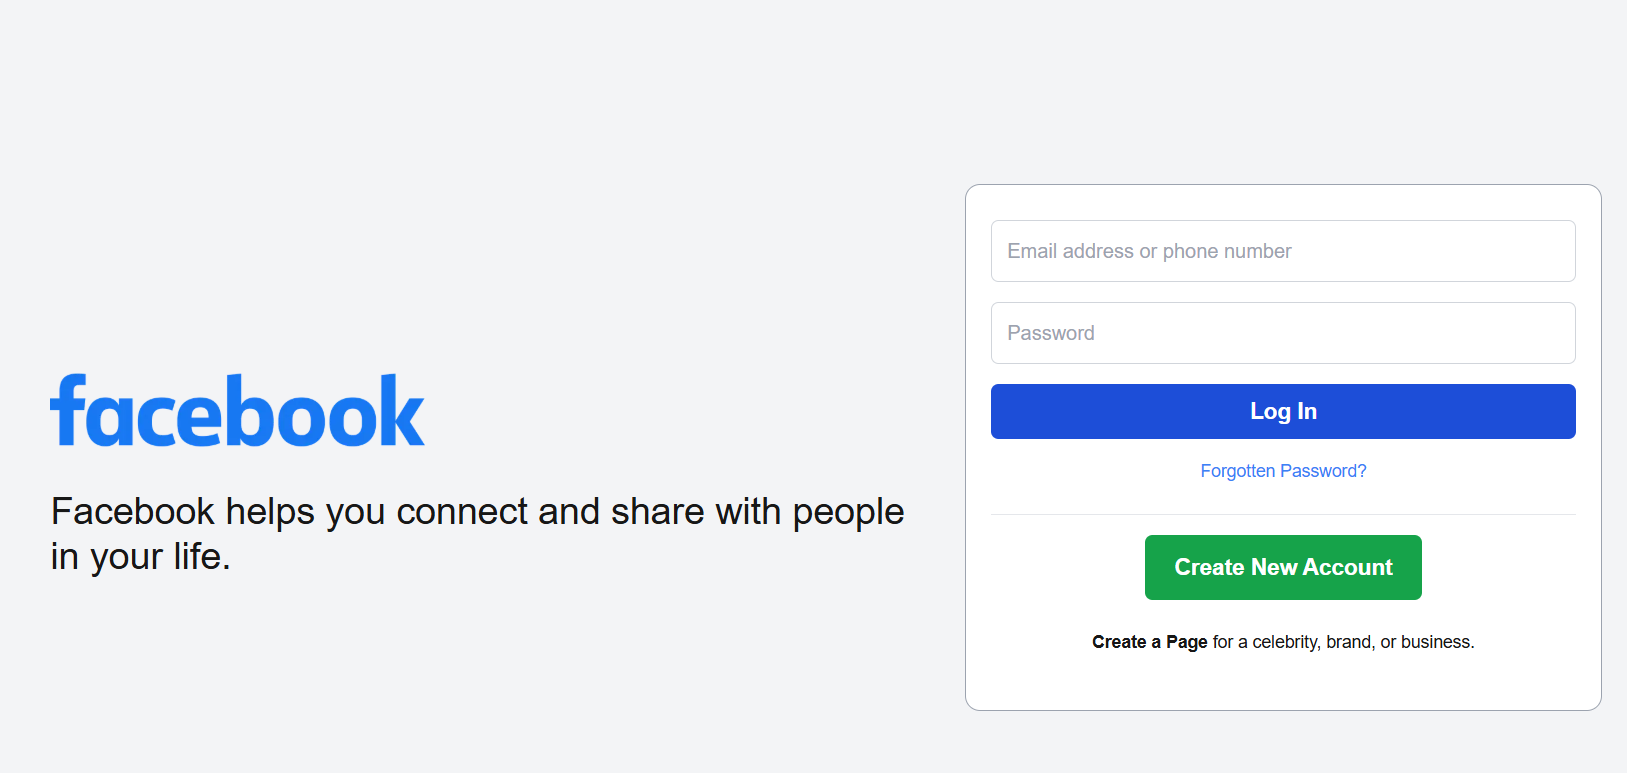 facebook
Facebook helps you connect and share with people
in your life.
Email address or phone number
Password
Log In
Forgotten Password?
Create New Account
Create a Page for a celebrity, brand, or business.